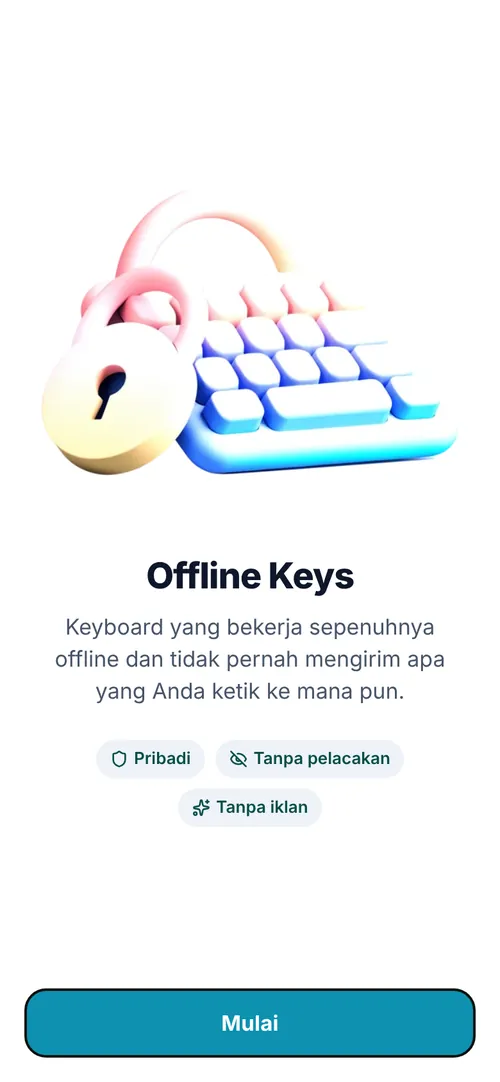 Offline Keys
Keyboard yang bekerja sepenuhnya
offline dan tidak pernah mengirim apa
yang Anda ketik ke mana pun.
Pribadi
Tanpa pelacakan
Tanpa iklan
Mulai